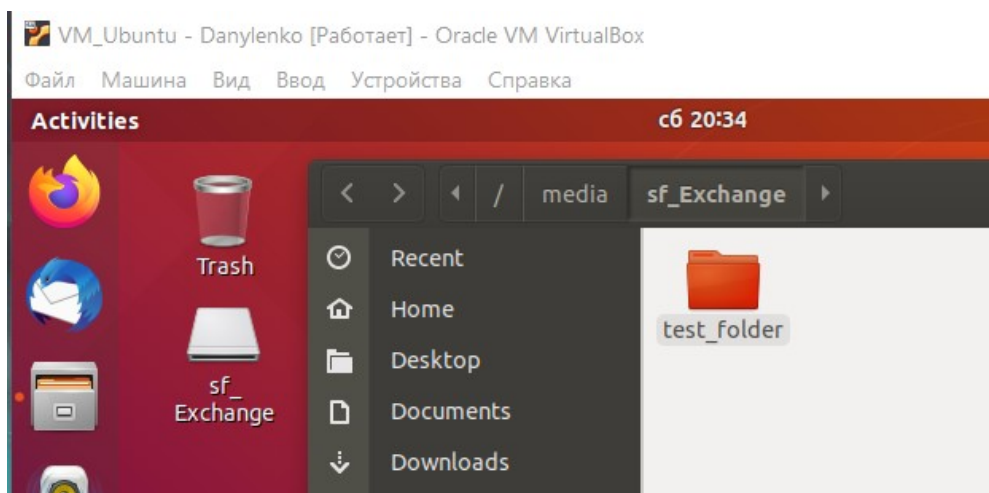 VM_Ubuntu - Danylenko [Работает] - Oracle VM VirtualBox
Файл Машина Вид Ввод Устройства Справка
Activities сб 20:34
/ media sf_Exchange
Trash
sf_
Exchange
Recent
Home
Desktop
Documents
Downloads
test_folder